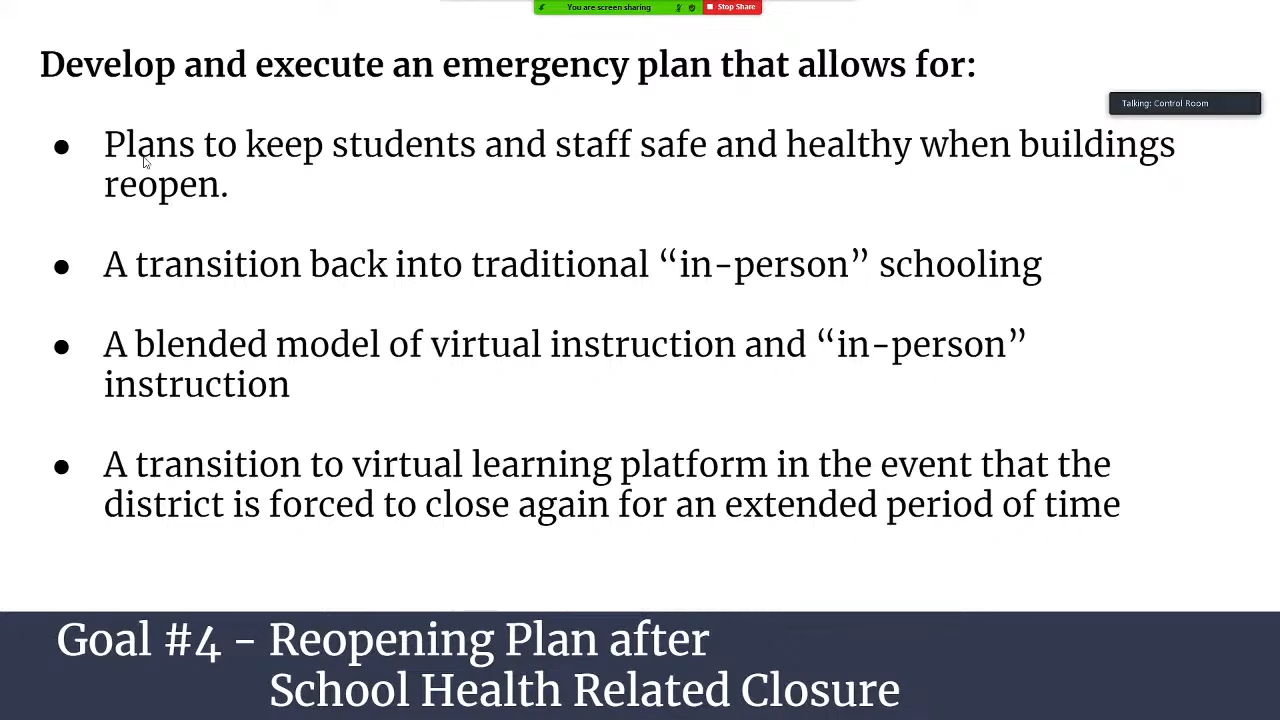 You are screen sharing
Stop Share
Develop and execute an emergency plan that allows for:
Talking: Control Room
● Plans to keep students and staff safe and healthy when buildings
reopen.
● A transition back into traditional “in-person” schooling
● A blended model of virtual instruction and “in-person”
instruction
● A transition to virtual learning platform in the event that the
district is forced to close again for an extended period of time
Goal #4 - Reopening Plan after
School Health Related Closure